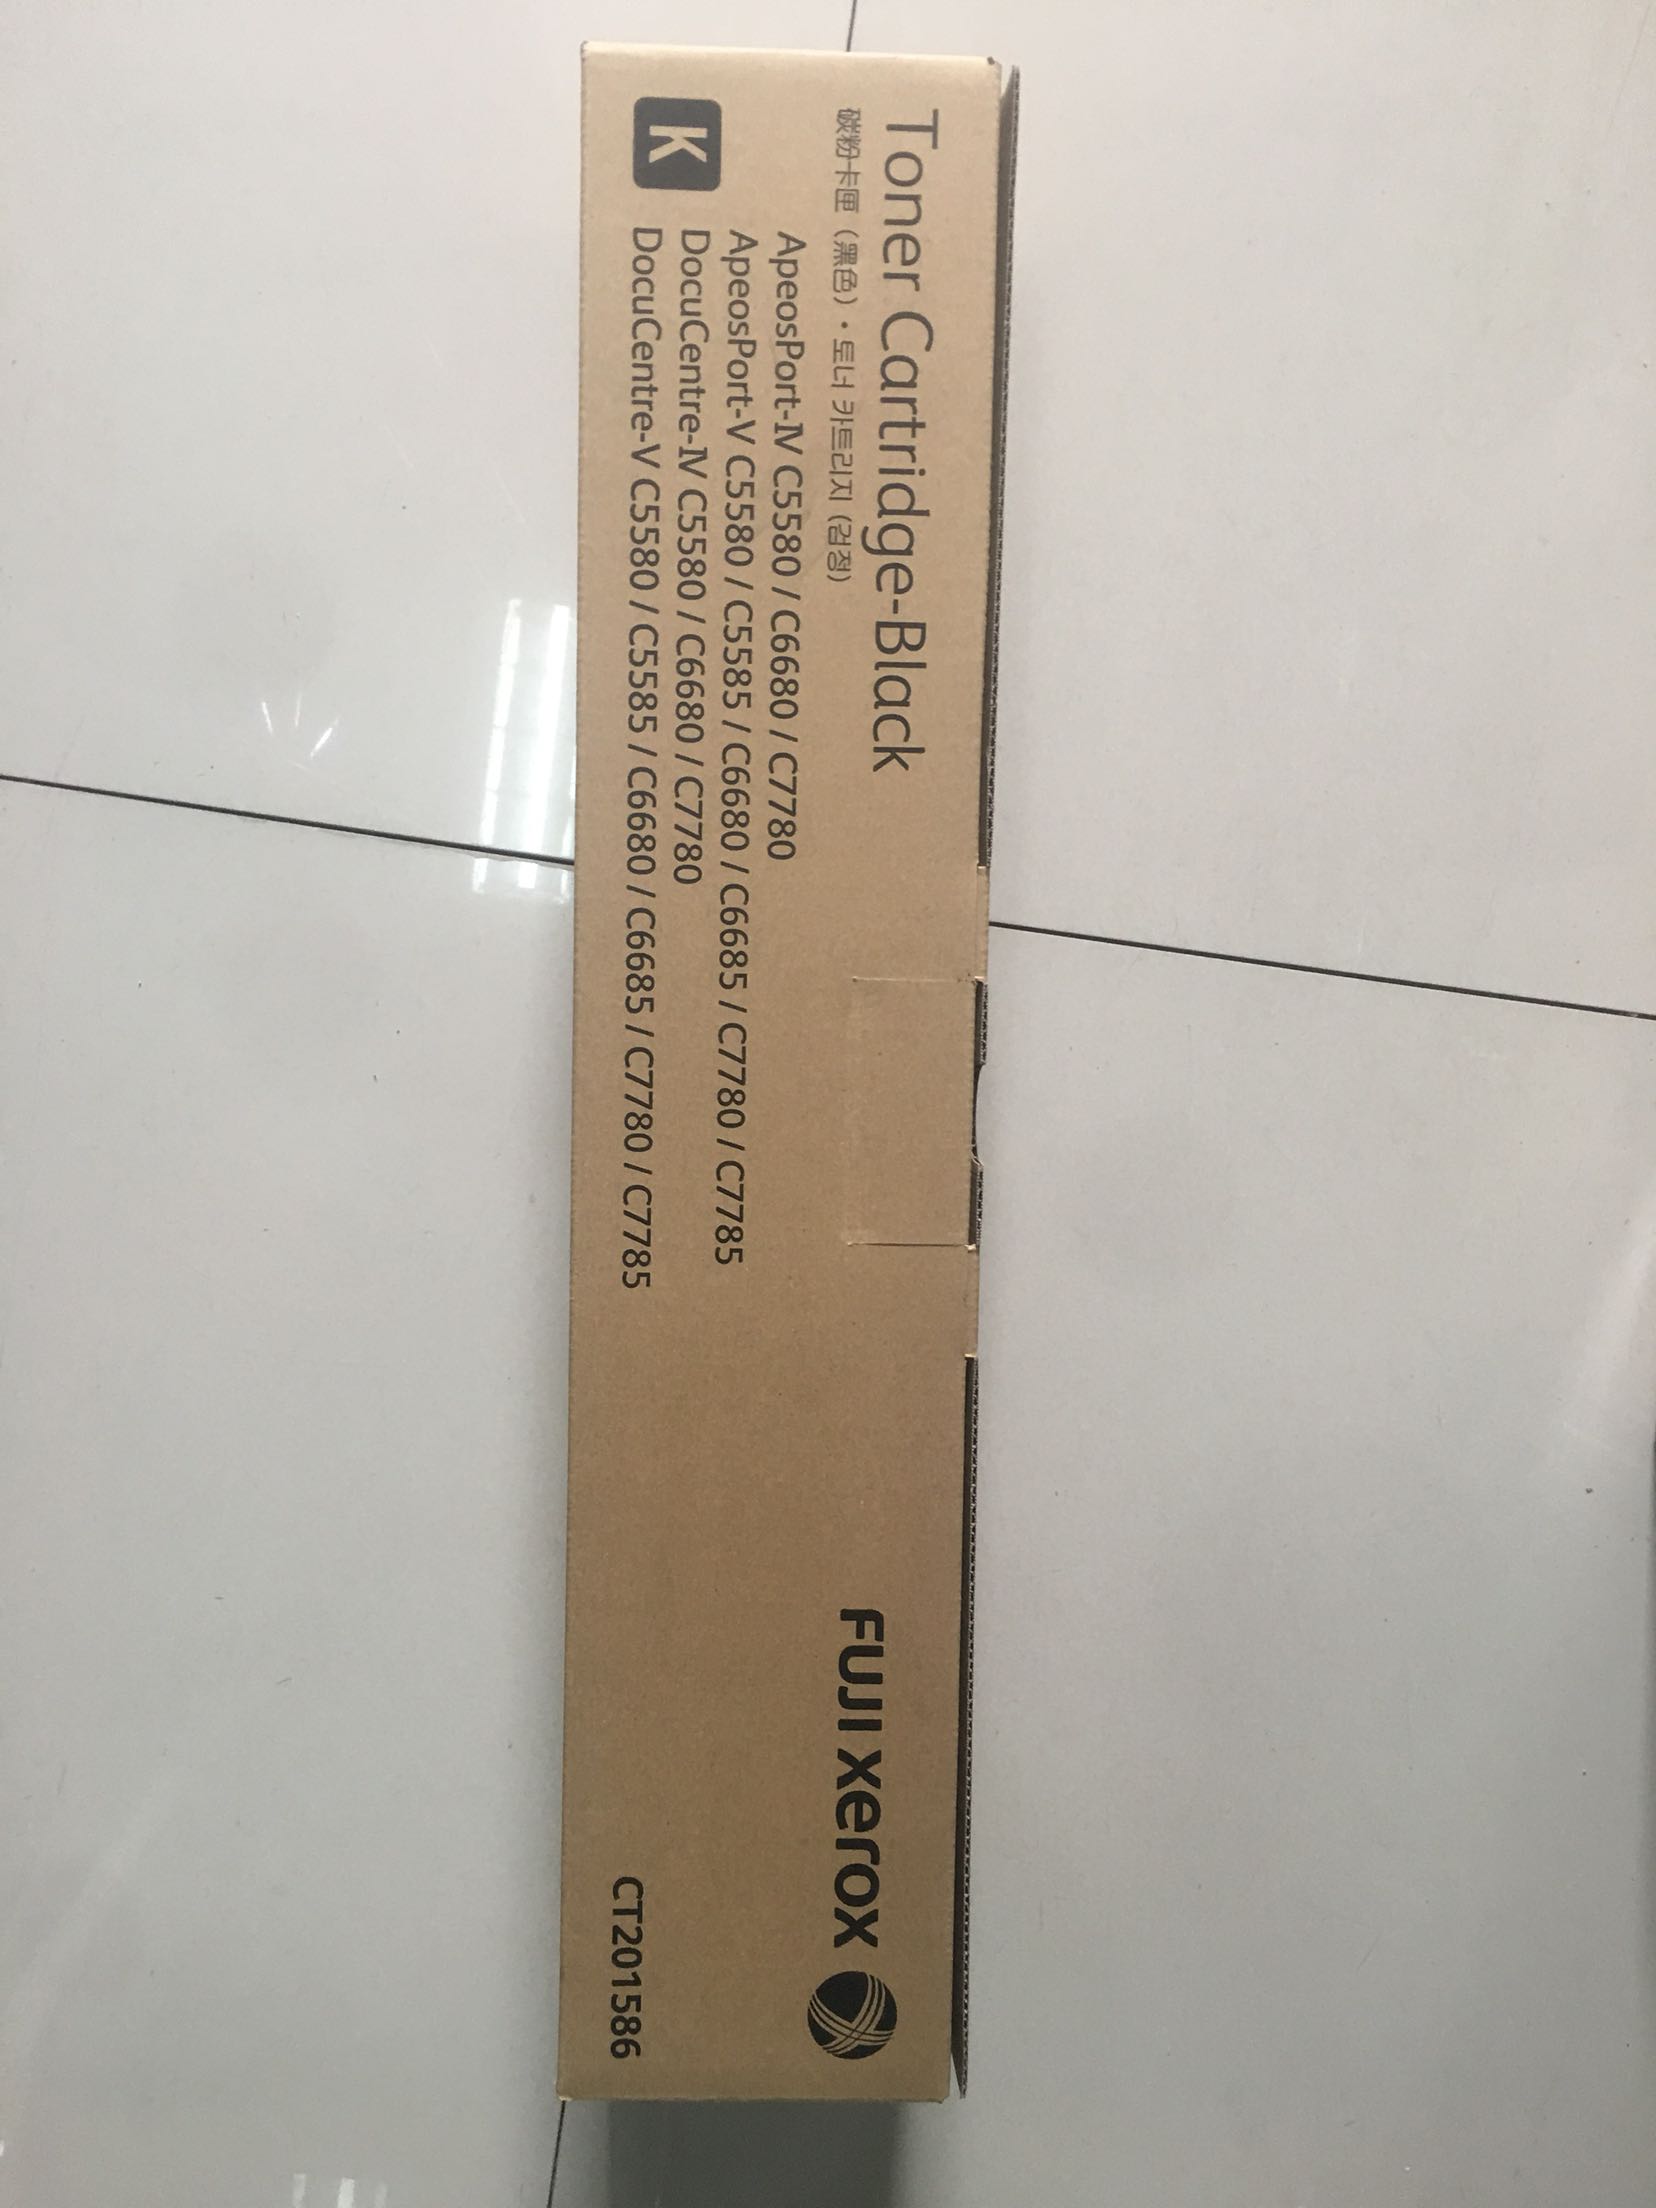 Toner Cartridge-Black
碳粉卡匣（黑色）・토너 카트리지 (검정)
K
ApeosPort-Ⅳ C5580 / C6680 / C7780
ApeosPort-V C5580 / C5585 / C6680 / C6685 / C7780 / C7785
DocuCentre-Ⅳ C5580 / C6680 / C7780
DocuCentre-V C5580 / C5585 / C6680 / C6685 / C7780 / C7785
FUJI xerox
CT201586